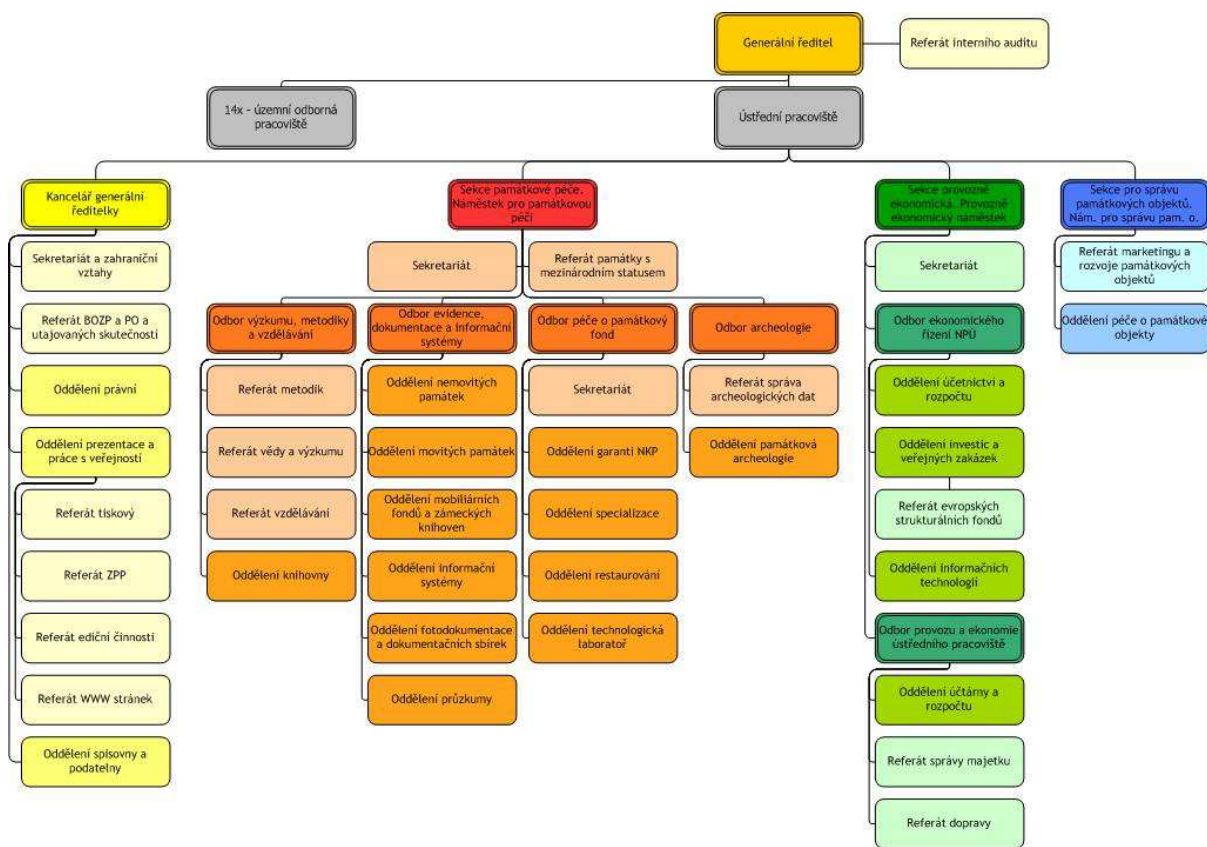 Generální ředitel
Referát interního auditu
14x - územní odborná
pracoviště
Ústřední pracoviště
Kancelář generální
ředitelky
Sekretariát a zahraniční
vztahy
Referát BOZP a PO a
utajovaných skutečností
Oddělení právní
Oddělení prezentace a
práce s veřejností
Referát tiskový
Referát ZPP
Referát ediční činnosti
Referát WWW stránek
Oddělení spisovny a
podatelny
Sekce památkové péče.
Náměstek pro památkovou
péči
Sekretariát
Referát památky s
mezinárodním statusem
Odbor výzkumu, metodiky
a vzdělávání
Referát metodik
Referát vědy a výzkumu
Referát vzdělávání
Oddělení knihovny
Odbor evidence,
dokumentace a informační
systémy
Oddělení nemovitých
památek
Oddělení movitých památek
Oddělení mobiliárních
fondů a zámeckých
knihoven
Oddělení informační
systémy
Oddělení fotodokumentace
a dokumentačních sbírek
Oddělení průzkumy
Odbor péče o památkový
fond
Sekretariát
Oddělení garanti NKP
Oddělení specializace
Oddělení restaurování
Oddělení technologická
laboratoř
Odbor archeologie
Referát správa
archeologických dat
Oddělení památková
archeologie
Sekce provozně
ekonomická. Provozně
ekonomický náměstek
Sekretariát
Odbor ekonomického
řízení NPÚ
Oddělení účetnictví a
rozpočtu
Oddělení investic a
veřejných zakázek
Referát evropských
strukturálních fondů
Oddělení informačních
technologií
Odbor provozu a ekonomie
ústředního pracoviště
Oddělení účtárny a
rozpočtu
Referát správy majetku
Referát dopravy
Sekce pro správu
památkových objektů.
Nám. pro správu pam. o.
Referát marketingu a
rozvoje památkových
objektů
Oddělení péče o památkové
objekty